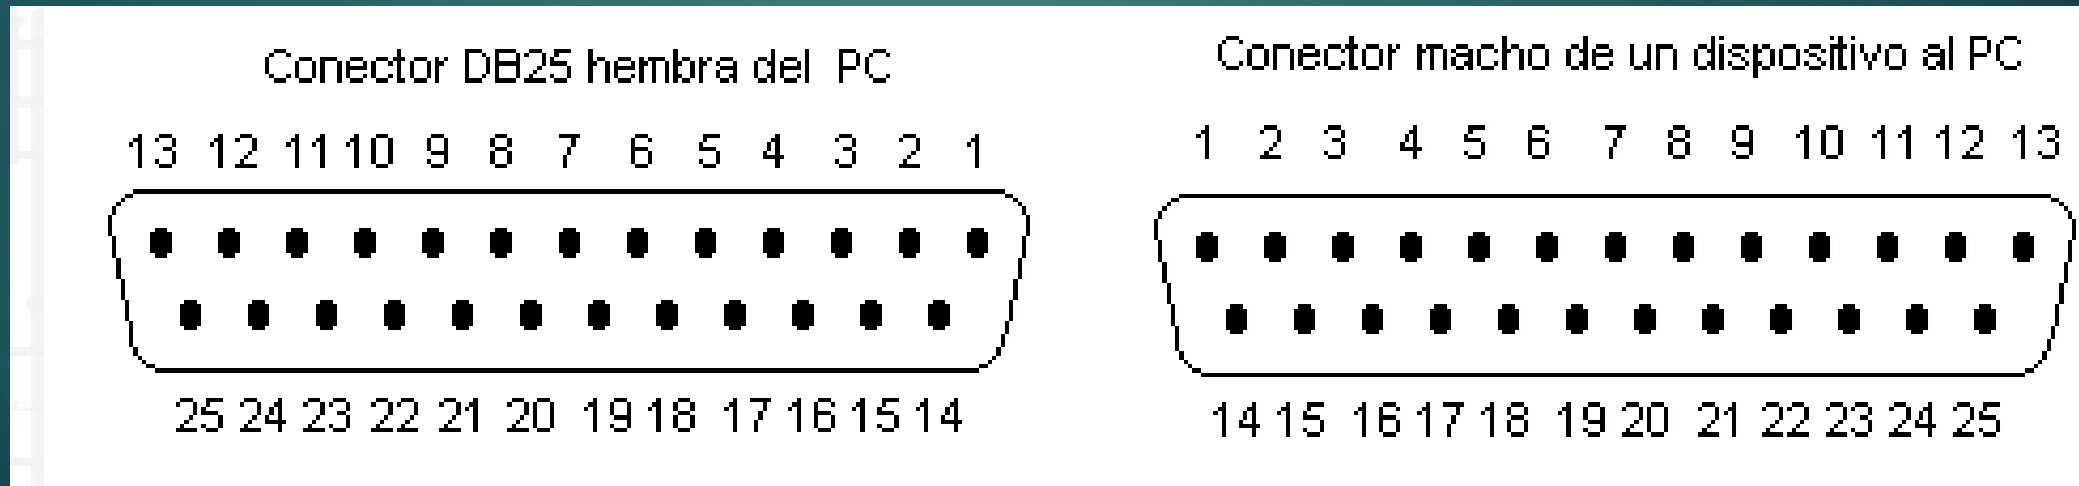 Conector DB25 hembra del PC
13 12 11 10 9 8 7 6 5 4 3 2 1
25 24 23 22 21 20 19 18 17 16 15 14
Conector macho de un dispositivo al PC
1 2 3 4 5 6 7 8 9 10 11 12 13
14 15 16 17 18 19 20 21 22 23 24 25